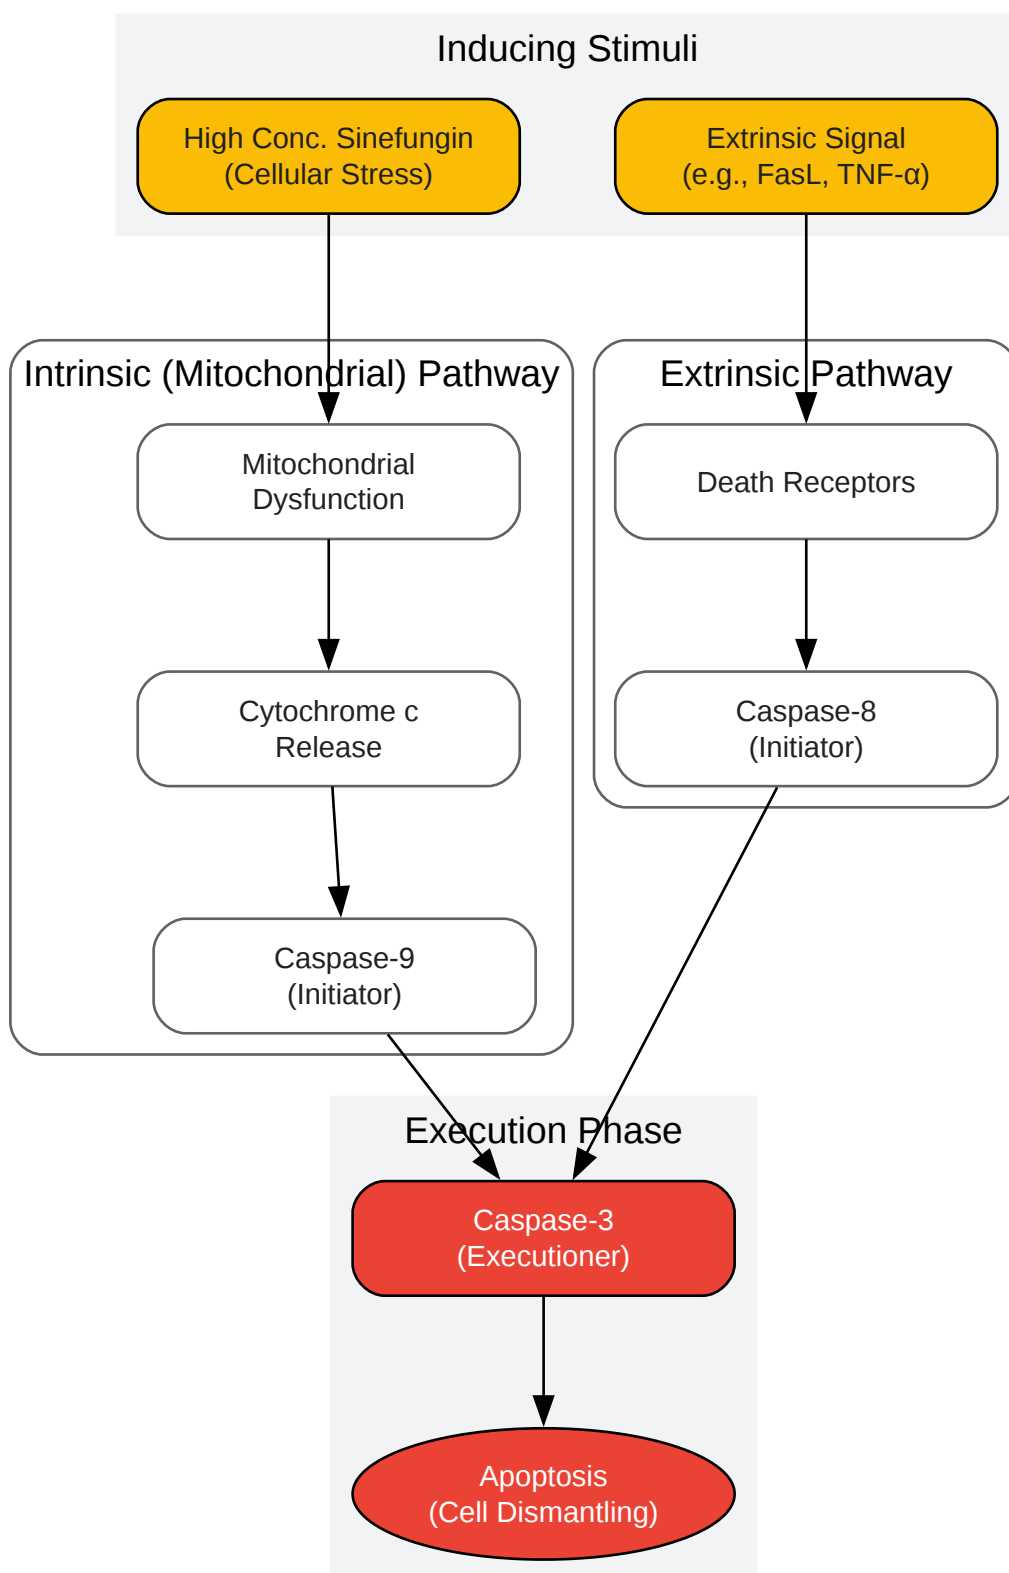 Inducing Stimuli
High Conc. Sinefungin
(Cellular Stress)
Extrinsic Signal
(e.g., FasL, TNF-α)
Intrinsic (Mitochondrial) Pathway
Mitochondrial
Dysfunction
Cytochrome c
Release
Caspase-9
(Initiator)
Extrinsic Pathway
Death Receptors
Caspase-8
(Initiator)
Execution Phase
Caspase-3
(Executioner)
Apoptosis
(Cell Dismantling)